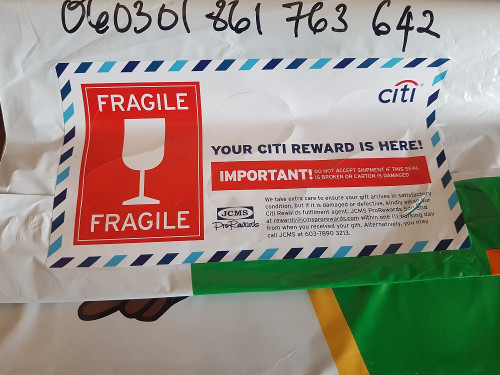 060301 861 763 642
FRAGILE
FRAGILE
citi
YOUR CITI REWARD IS HERE!
IMPORTANT! DO NOT ACCEPT SHIPMENT IF THIS SEAL
IS BROKEN OR CARTON IS DAMAGED
JCMS
ProRewards
We take extra care to ensure your gift arrives in satisfactory
condition, but if it is damaged or defective, kindly email our
Citi Rewards fulfilment agent, JCMS ProRewards
at rewards@jcmsprorewards.com within one (1) working day
from when you received your gift. Alternatively, you may
call JCMS at 603-7890 3213.